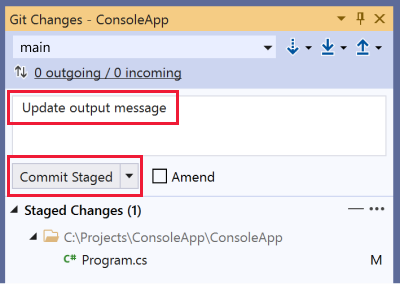 Git Changes - ConsoleApp
main
0 outgoing / 0 incoming
Update output message
Commit Staged
Amend
Staged Changes (1)
C:\Projects\ConsoleApp\ConsoleApp
C# Program.cs M